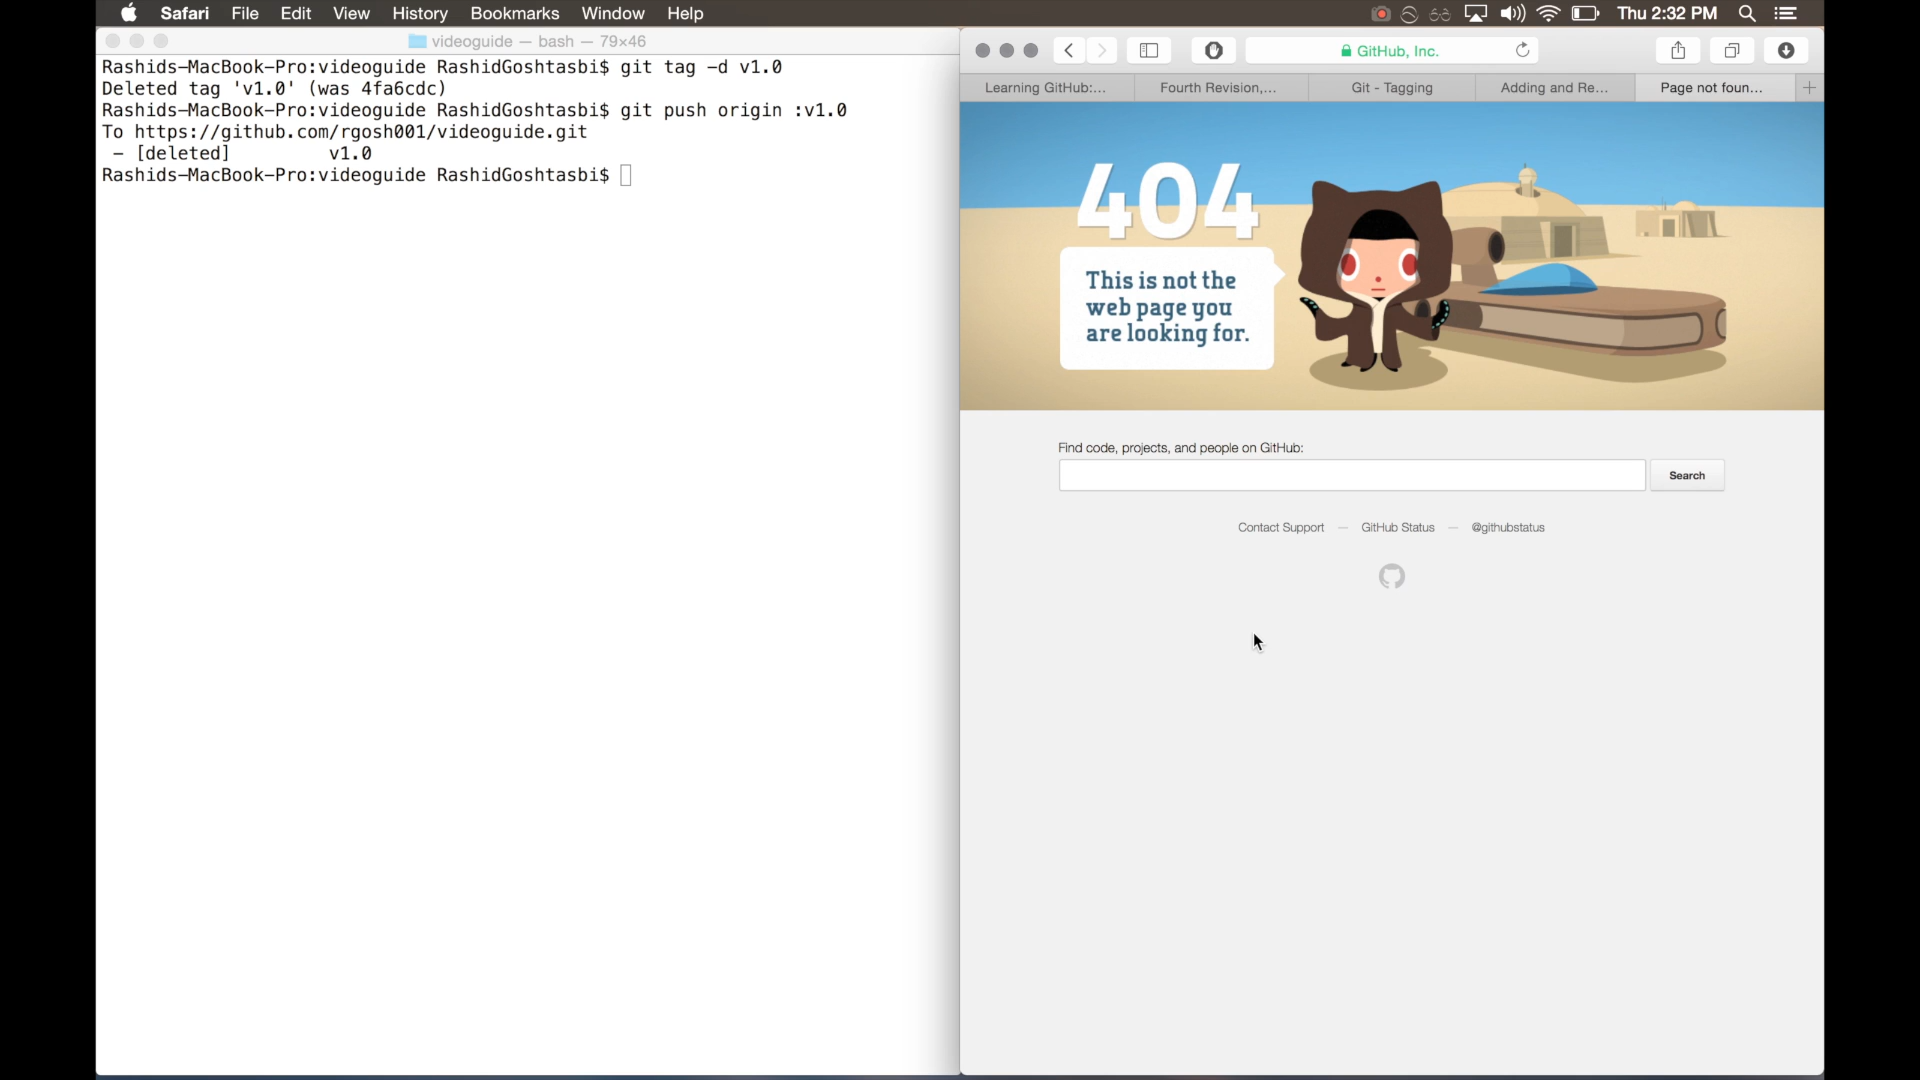 Safari File Edit View History Bookmarks Window Help Thu 2:32 PM
videoguide — bash — 79×46
Rashids-MacBook-Pro:videoguide RashidGoshtasbi$ git tag -d v1.0
Deleted tag 'v1.0' (was 4fa6cdc)
Rashids-MacBook-Pro:videoguide RashidGoshtasbi$ git push origin :v1.0
To https://github.com/rgosh001/videoguide.git
- [deleted] v1.0
Rashids-MacBook-Pro:videoguide RashidGoshtasbi$
GitHub, Inc.
Learning GitHub:... Fourth Revision,... Git - Tagging Adding and Re... Page not foun...
404
This is not the
web page you
are looking for.
Find code, projects, and people on GitHub:
Search
Contact Support — GitHub Status — @githubstatus